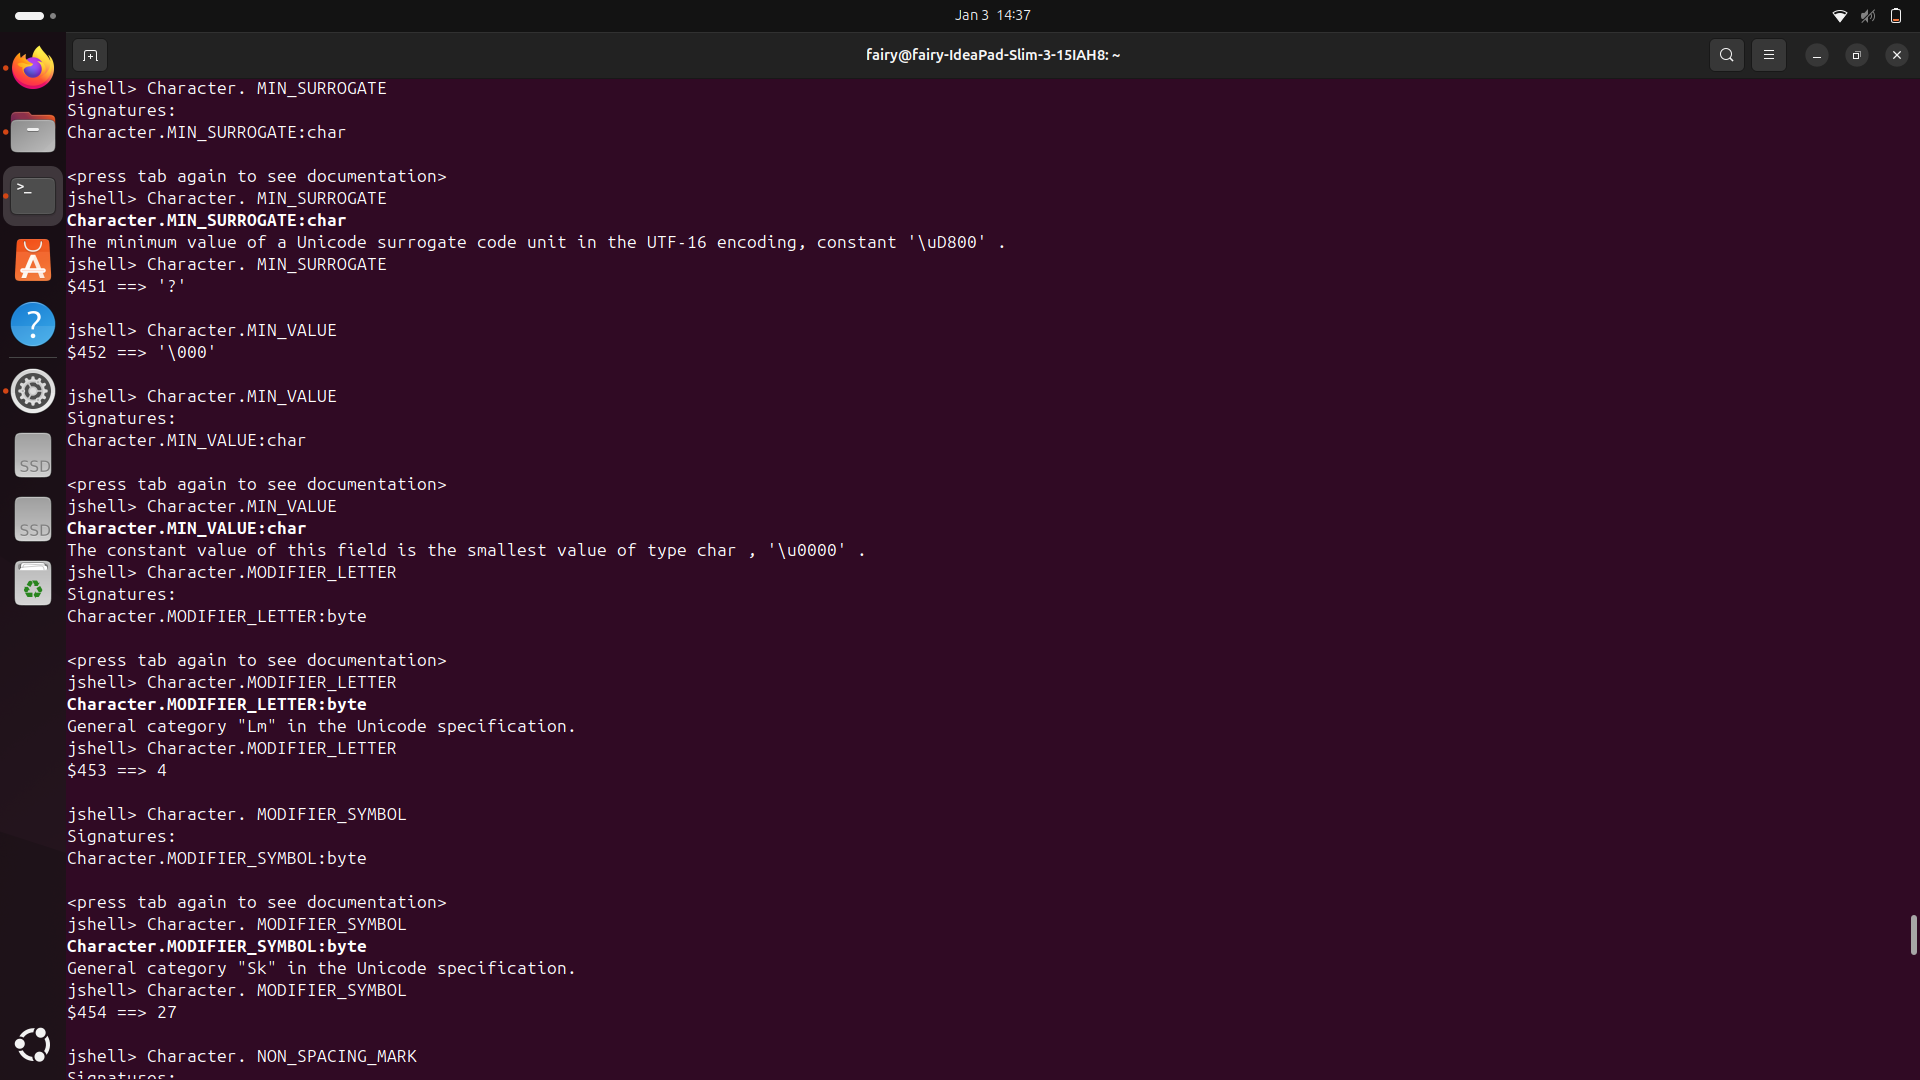 Jan 3 14:37
fairy@fairy-IdeaPad-Slim-3-15IAH8: ~
jshell> Character. MIN_SURROGATE
Signatures:
Character.MIN_SURROGATE:char
<press tab again to see documentation>
jshell> Character. MIN_SURROGATE
Character.MIN_SURROGATE:char
The minimum value of a Unicode surrogate code unit in the UTF-16 encoding, constant '\uD800' .
jshell> Character. MIN_SURROGATE
$451 ==> '?'
jshell> Character.MIN_VALUE
$452 ==> '\000'
jshell> Character.MIN_VALUE
Signatures:
Character.MIN_VALUE:char
<press tab again to see documentation>
jshell> Character.MIN_VALUE
Character.MIN_VALUE:char
The constant value of this field is the smallest value of type char , '\u0000' .
jshell> Character.MODIFIER_LETTER
Signatures:
Character.MODIFIER_LETTER:byte
<press tab again to see documentation>
jshell> Character.MODIFIER_LETTER
Character.MODIFIER_LETTER:byte
General category "Lm" in the Unicode specification.
jshell> Character.MODIFIER_LETTER
$453 ==> 4
jshell> Character. MODIFIER_SYMBOL
Signatures:
Character.MODIFIER_SYMBOL:byte
<press tab again to see documentation>
jshell> Character. MODIFIER_SYMBOL
Character.MODIFIER_SYMBOL:byte
General category "Sk" in the Unicode specification.
jshell> Character. MODIFIER_SYMBOL
$454 ==> 27
jshell> Character. NON_SPACING_MARK
Signatures:
SSD
SSD